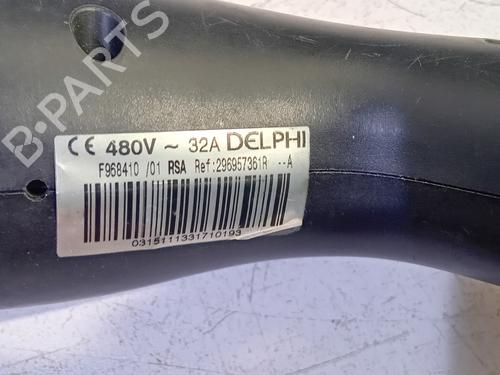 B-PARTS
CE 480V ~ 32A DELPHI
F968410 /01 RSA Ref:296957361R --A
0315111331710193